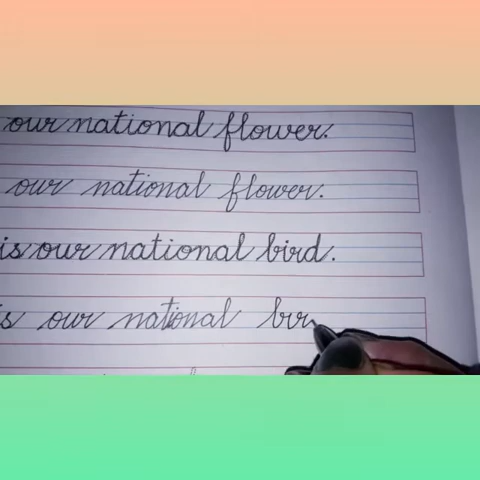 our national flower.
our national flower.
is our national bird.
is our national bir